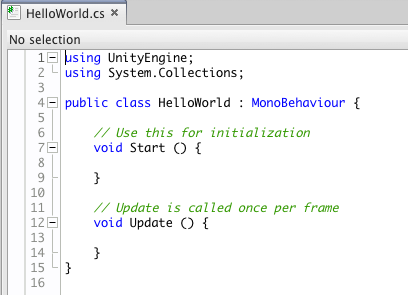 HelloWorld.cs ×
No selection
1 using UnityEngine;
2 using System.Collections;
3
4 public class HelloWorld : MonoBehaviour {
5
6 // Use this for initialization
7 void Start () {
8
9 }
10
11 // Update is called once per frame
12 void Update () {
13
14 }
15 }
16